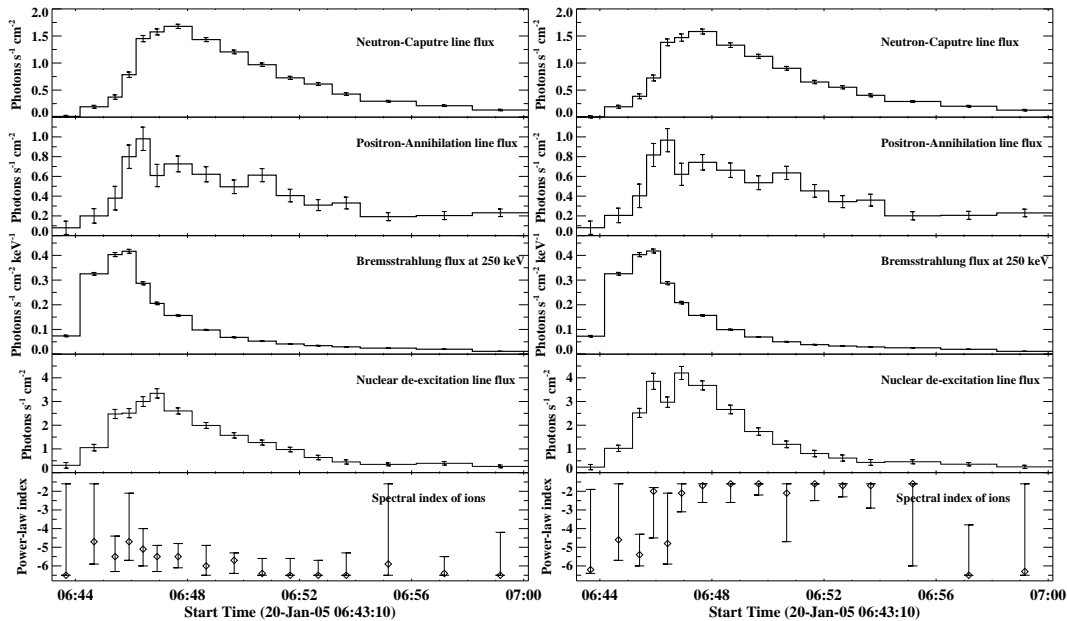 2.0
1.5
1.0
0.5
0.0
Photons s-1 cm-2
Neutron-Caputre line flux
1.0
0.8
0.6
0.4
0.2
0.0
Photons s-1 cm-2
Positron-Annihilation line flux
0.4
0.3
0.2
0.1
0.0
Photons s-1 cm-2 keV-1
Bremsstrahlung flux at 250 keV
4
3
2
1
0
Photons s-1 cm-2
Nuclear de-excitation line flux
-2
-3
-4
-5
-6
Power-law index
Spectral index of ions
06:44 06:48 06:52 06:56 07:00
Start Time (20-Jan-05 06:43:10)
2.0
1.5
1.0
0.5
0.0
Photons s-1 cm-2
Neutron-Caputre line flux
1.0
0.8
0.6
0.4
0.2
0.0
Photons s-1 cm-2
Positron-Annihilation line flux
0.4
0.3
0.2
0.1
0.0
Photons s-1 cm-2 keV-1
Bremsstrahlung flux at 250 keV
4
3
2
1
0
Photons s-1 cm-2
Nuclear de-excitation line flux
-2
-3
-4
-5
-6
Power-law index
Spectral index of ions
06:44 06:48 06:52 06:56 07:00
Start Time (20-Jan-05 06:43:10)